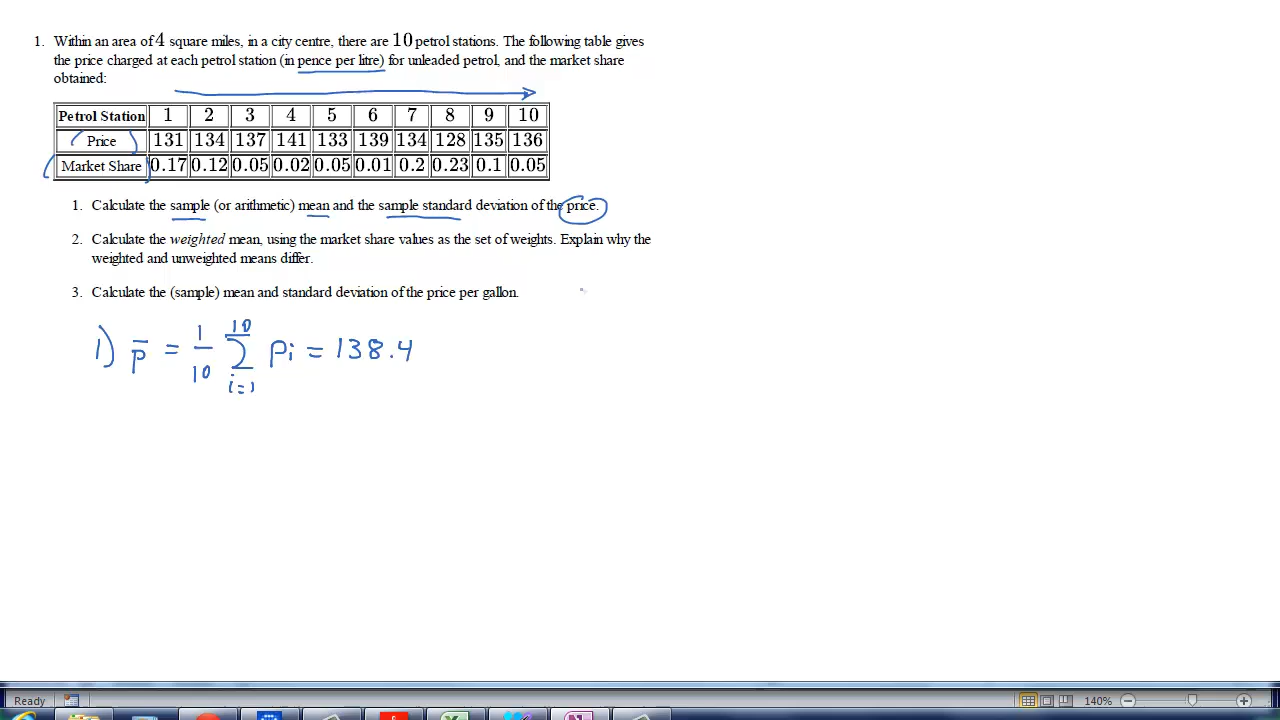 1. Within an area of 4 square miles, in a city centre, there are 10 petrol stations. The following table gives
the price charged at each petrol station (in pence per litre) for unleaded petrol, and the market share
obtained:
Petrol Station 1 2 3 4 5 6 7 8 9 10
Price 131 134 137 141 133 139 134 128 135 136
Market Share 0.17 0.12 0.05 0.02 0.05 0.01 0.2 0.23 0.1 0.05
1. Calculate the sample (or arithmetic) mean and the sample standard deviation of the price.
2. Calculate the weighted mean, using the market share values as the set of weights. Explain why the
weighted and unweighted means differ.
3. Calculate the (sample) mean and standard deviation of the price per gallon.
1) p̄ = 1/10 10∑i=1 Pi = 138.4
Ready 140%